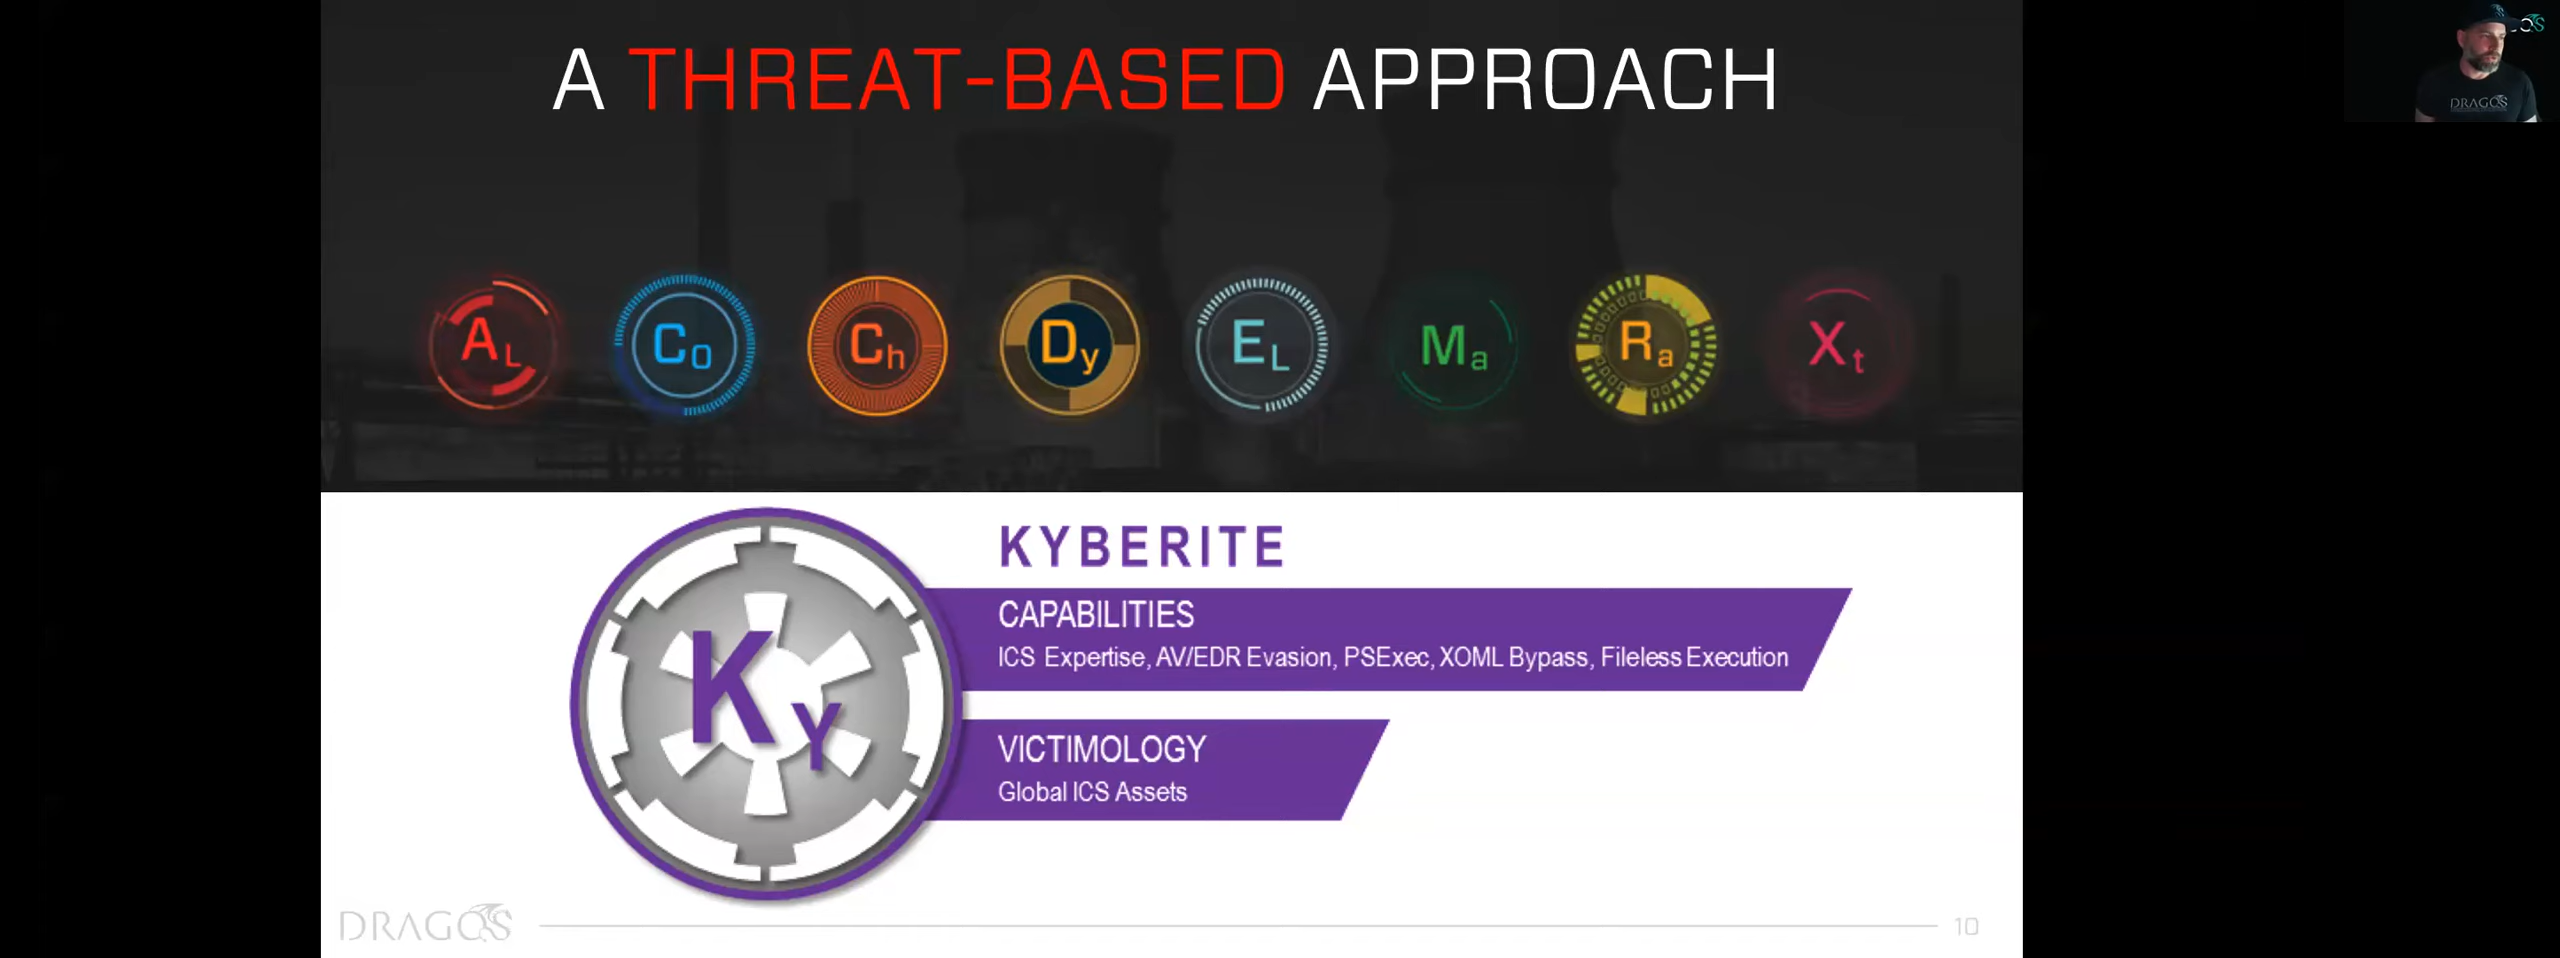 A THREAT-BASED APPROACH
DRAGOS
AL
Co
Ch
Dy
EL
Ma
Ra
Xt
KYBERITE
CAPABILITIES
ICS Expertise, AV/EDR Evasion, PSExec, XOML Bypass, Fileless Execution
KY
VICTIMOLOGY
Global ICS Assets
DRAGOS
10